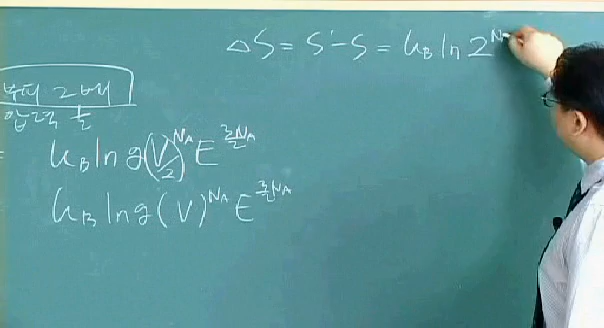 ΔS = S' - S = k_B ln 2^N_A
부피 2배
압력 1/2
= k_B ln g(V/2)^N_A E^(3/2 N_A)
k_B ln g(V)^N_A E^(3/2 N_A)